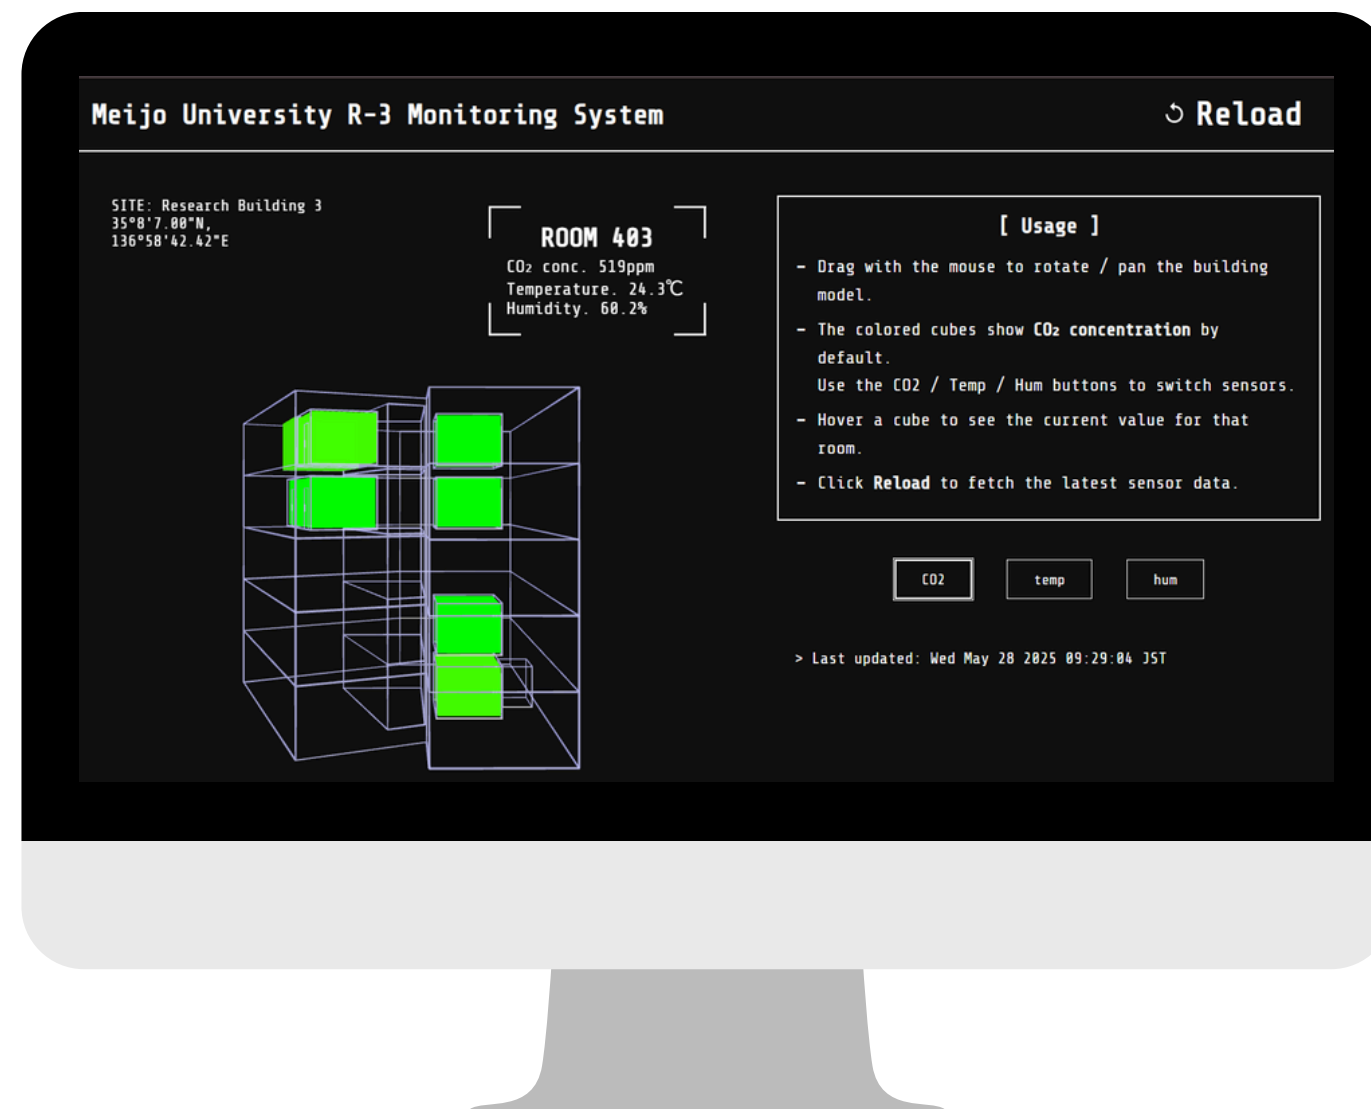 Meijo University R-3 Monitoring System
Reload
SITE: Research Building 3
35°8'7.00"N,
136°58'42.42"E
ROOM 403
CO₂ conc. 519ppm
Temperature. 24.3℃
Humidity. 60.2%
[ Usage ]
- Drag with the mouse to rotate / pan the building
model.
- The colored cubes show CO₂ concentration by
default.
Use the CO2 / Temp / Hum buttons to switch sensors.
- Hover a cube to see the current value for that
room.
- Click Reload to fetch the latest sensor data.
CO2
temp
hum
> Last updated: Wed May 28 2025 09:29:04 JST